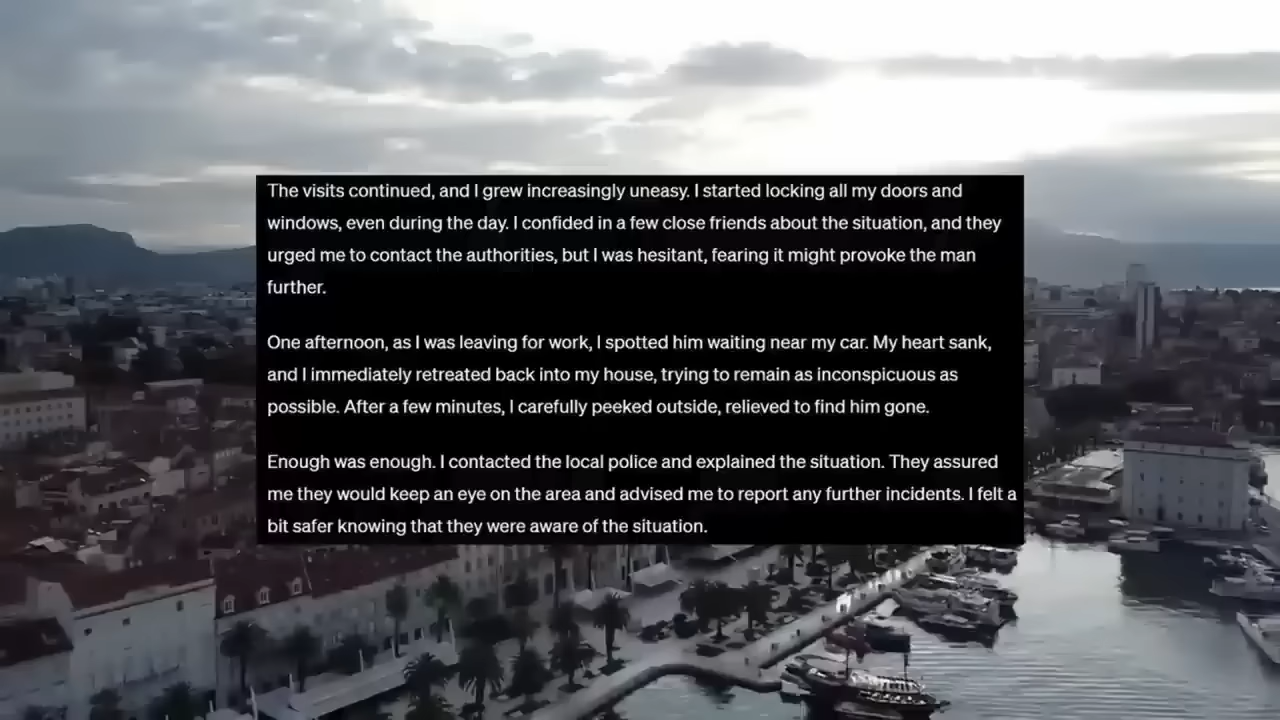 The visits continued, and I grew increasingly uneasy. I started locking all my doors and
windows, even during the day. I confided in a few close friends about the situation, and they
urged me to contact the authorities, but I was hesitant, fearing it might provoke the man
further.
One afternoon, as I was leaving for work, I spotted him waiting near my car. My heart sank,
and I immediately retreated back into my house, trying to remain as inconspicuous as
possible. After a few minutes, I carefully peeked outside, relieved to find him gone.
Enough was enough. I contacted the local police and explained the situation. They assured
me they would keep an eye on the area and advised me to report any further incidents. I felt a
bit safer knowing that they were aware of the situation.